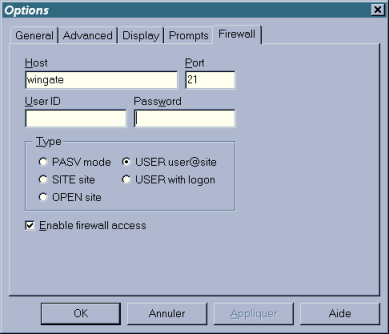 Options
General Advanced Display Prompts Firewall
Host Port
wingate 21
User ID Password
Type
PASV mode USER user@site
SITE site USER with logon
OPEN site
Enable firewall access
OK Annuler Appliquer Aide